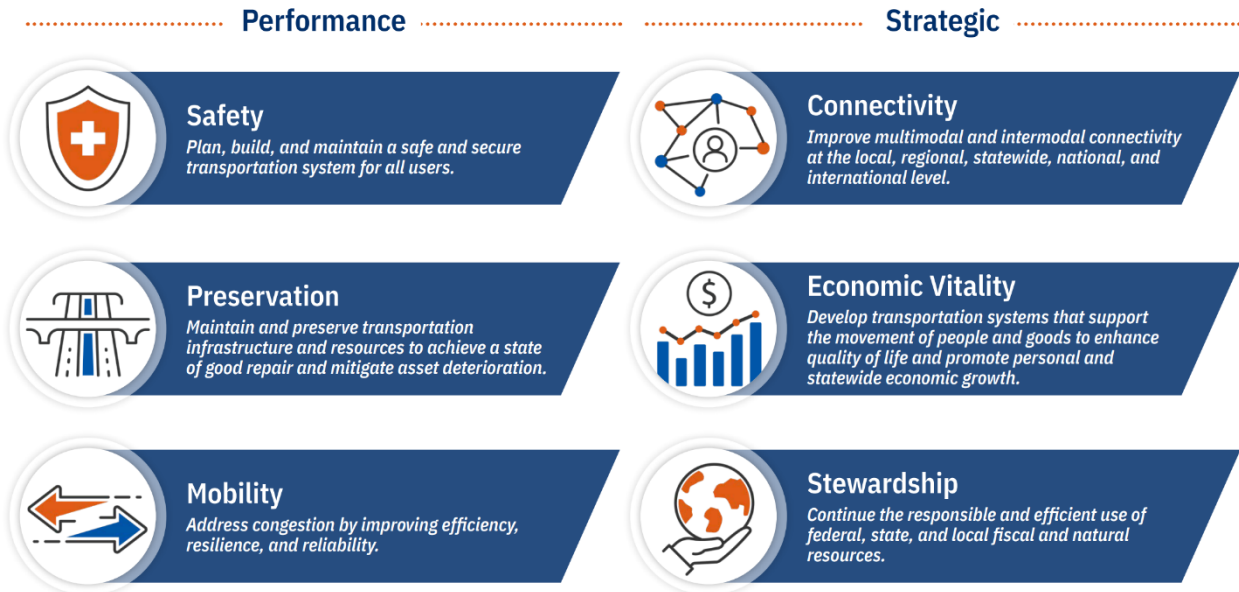 Performance
Safety
Plan, build, and maintain a safe and secure
transportation system for all users.
Preservation
Maintain and preserve transportation
infrastructure and resources to achieve a state
of good repair and mitigate asset deterioration.
Mobility
Address congestion by improving efficiency,
resilience, and reliability.
Strategic
Connectivity
Improve multimodal and intermodal connectivity
at the local, regional, statewide, national, and
international level.
$
Economic Vitality
Develop transportation systems that support
the movement of people and goods to enhance
quality of life and promote personal and
statewide economic growth.
Stewardship
Continue the responsible and efficient use of
federal, state, and local fiscal and natural
resources.